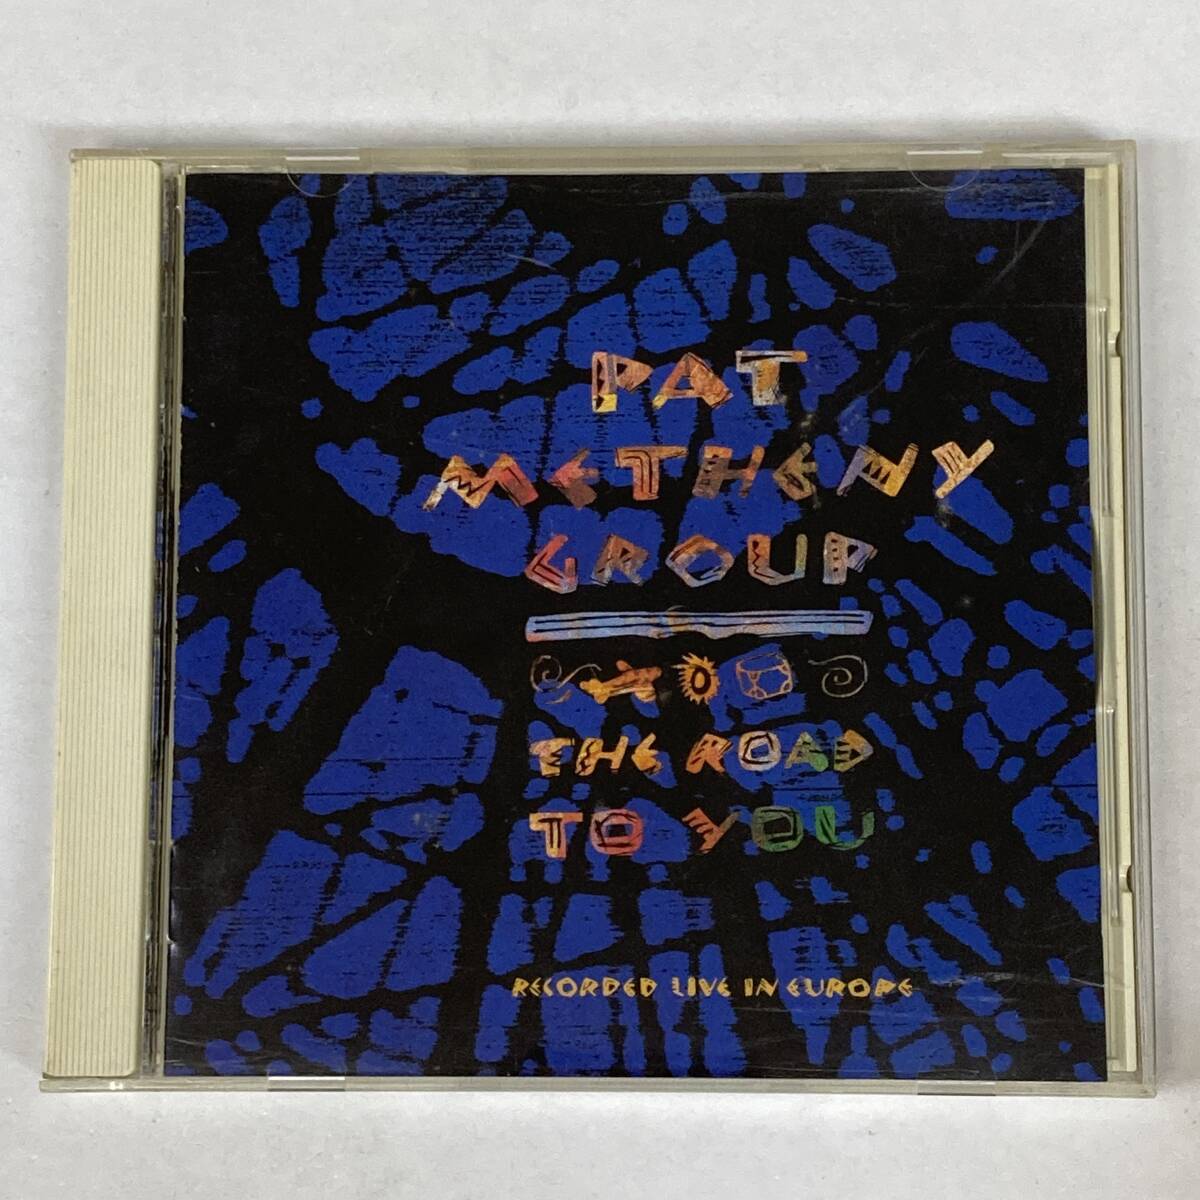 PAT
METHENY
GROUP
THE ROAD
TO YOU
RECORDED LIVE IN EUROPE